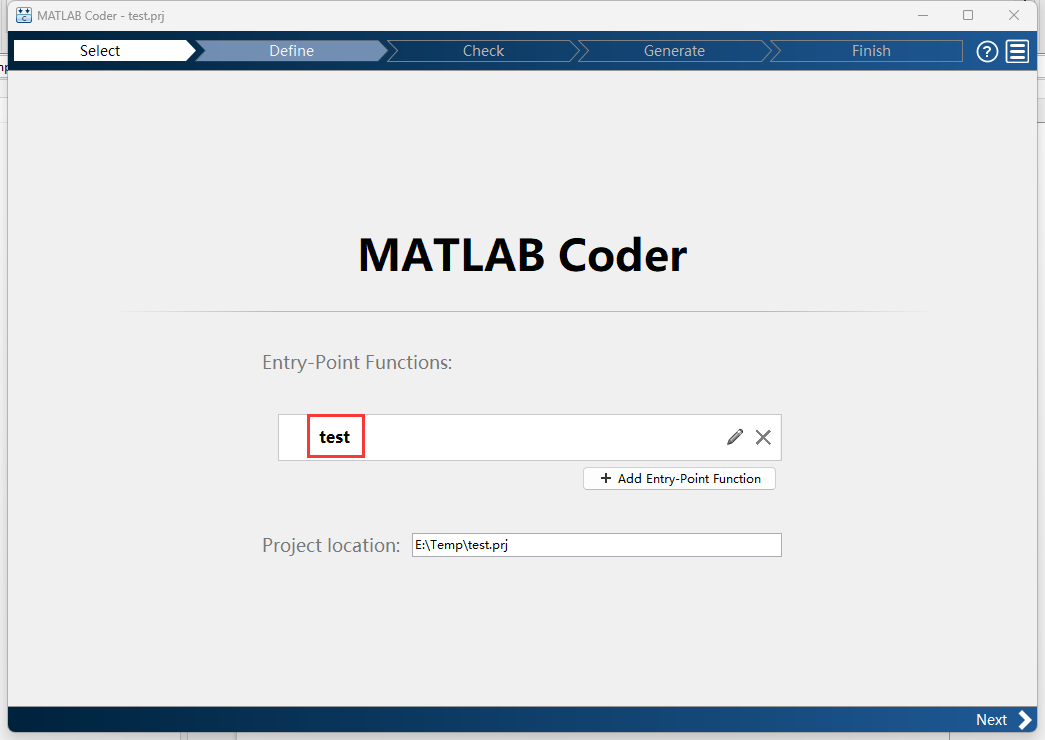 MATLAB Coder - test.prj
Select Define Check Generate Finish ?
MATLAB Coder
Entry-Point Functions:
test
+ Add Entry-Point Function
Project location: E:\Temp\test.prj
Next